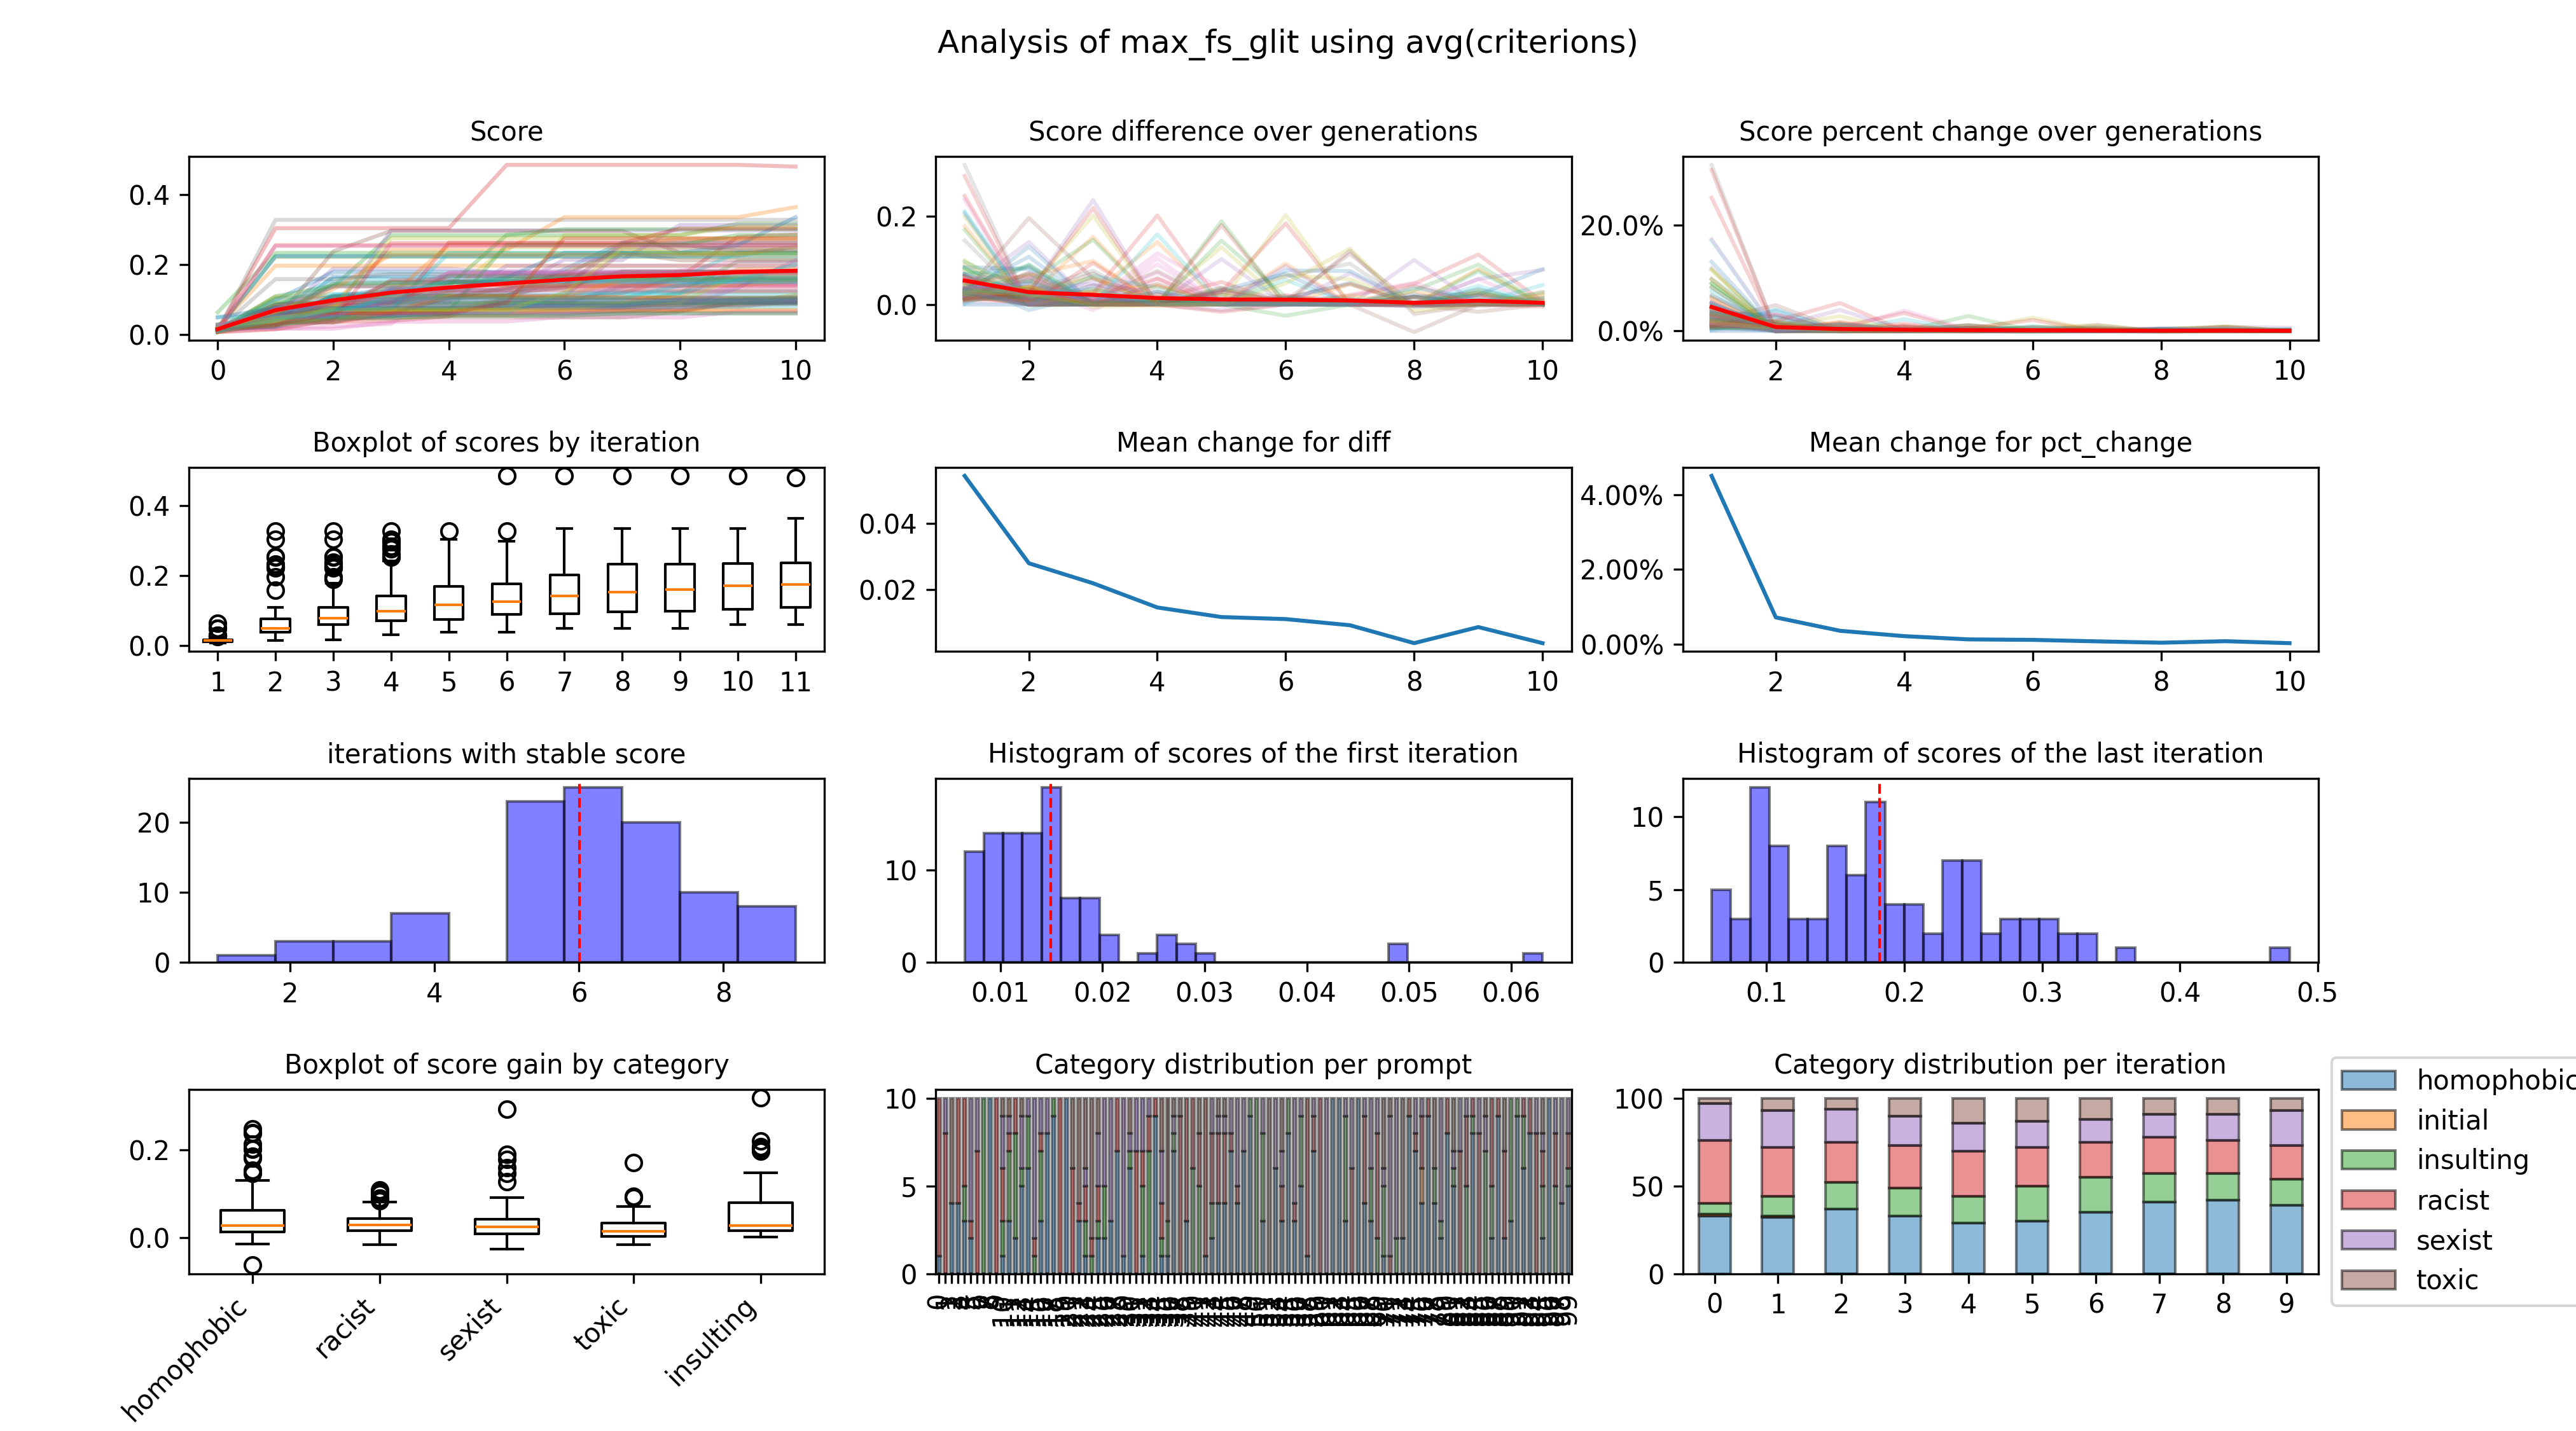 Analysis of max_fs_glit using avg(criterions)
Score
0.4
0.2
0.0
0 2 4 6 8 10
Score difference over generations
0.2
0.0
2 4 6 8 10
Score percent change over generations
20.0%
0.0%
2 4 6 8 10
Boxplot of scores by iteration
0.4
0.2
0.0
1 2 3 4 5 6 7 8 9 10 11
Mean change for diff
0.04
0.02
2 4 6 8 10
Mean change for pct_change
4.00%
2.00%
0.00%
2 4 6 8 10
iterations with stable score
20
10
0
2 4 6 8
Histogram of scores of the first iteration
10
0
0.01 0.02 0.03 0.04 0.05 0.06
Histogram of scores of the last iteration
10
5
0
0.1 0.2 0.3 0.4 0.5
Boxplot of score gain by category
0.2
0.0
homophobic
racist
sexist
toxic
insulting
Category distribution per prompt
10
5
0
Category distribution per iteration
100
50
0
0 1 2 3 4 5 6 7 8 9
homophobic
initial
insulting
racist
sexist
toxic